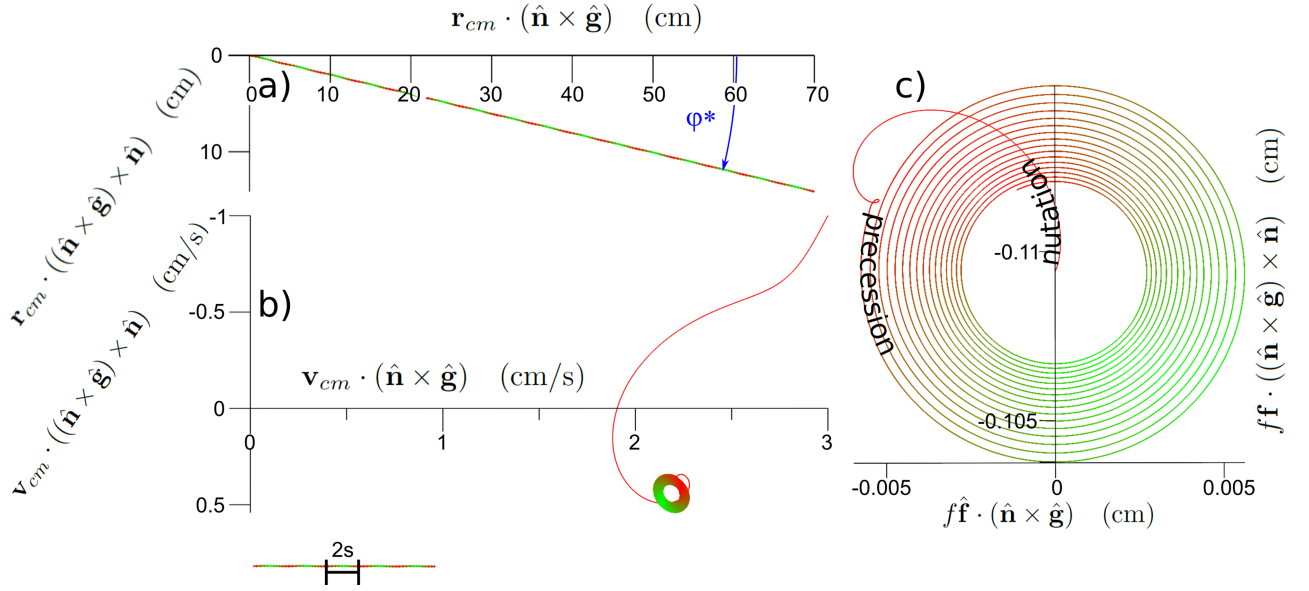 r_cm · (n̂ × ĝ) (cm)
0
a)
0 10 20 30 40 50 60 70
φ*
10
r_cm · ((n̂ × ĝ) × n̂) (cm)
-1
-0.5
b)
v_cm · (n̂ × ĝ) (cm/s)
0
0 1 2 3
0.5
v_cm · ((n̂ × ĝ) × n̂) (cm/s)
2s
c)
nutation
precession
-0.11
-0.105
-0.005 0 0.005
f f̂ · (n̂ × ĝ) (cm)
f f · ((n̂ × ĝ) × n̂) (cm)